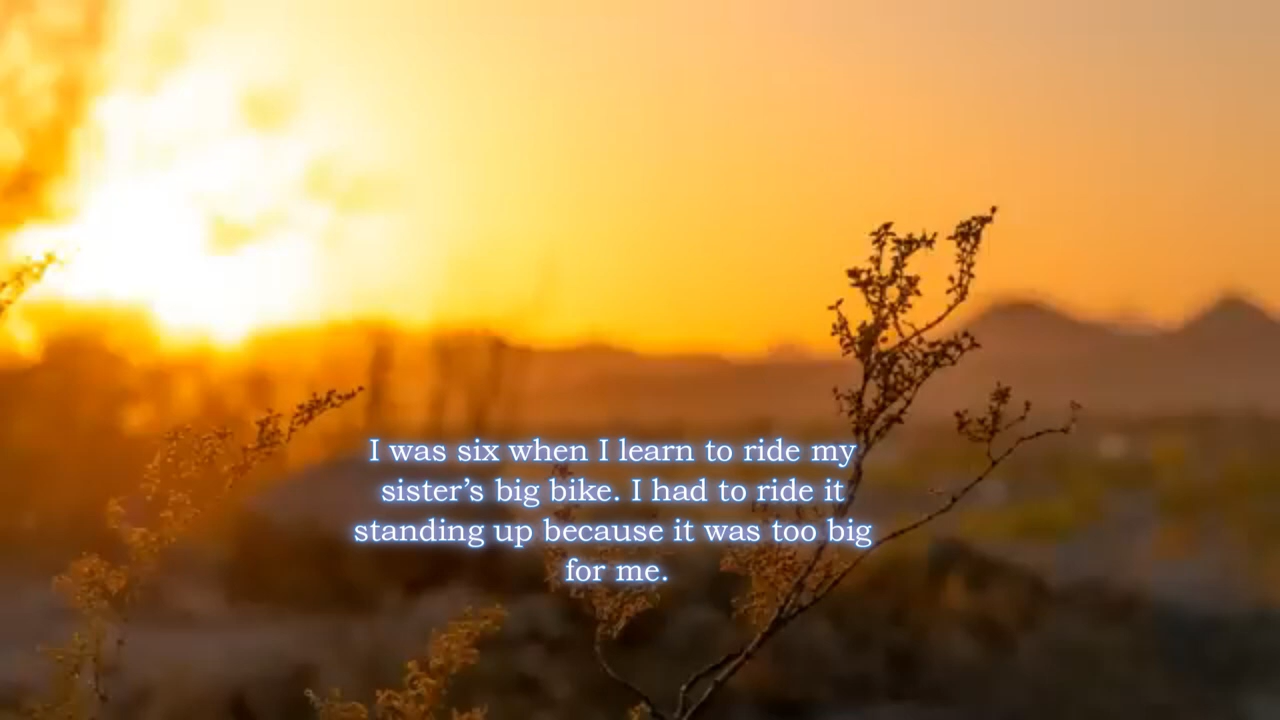 I was six when I learn to ride my
sister’s big bike. I had to ride it
standing up because it was too big
for me.